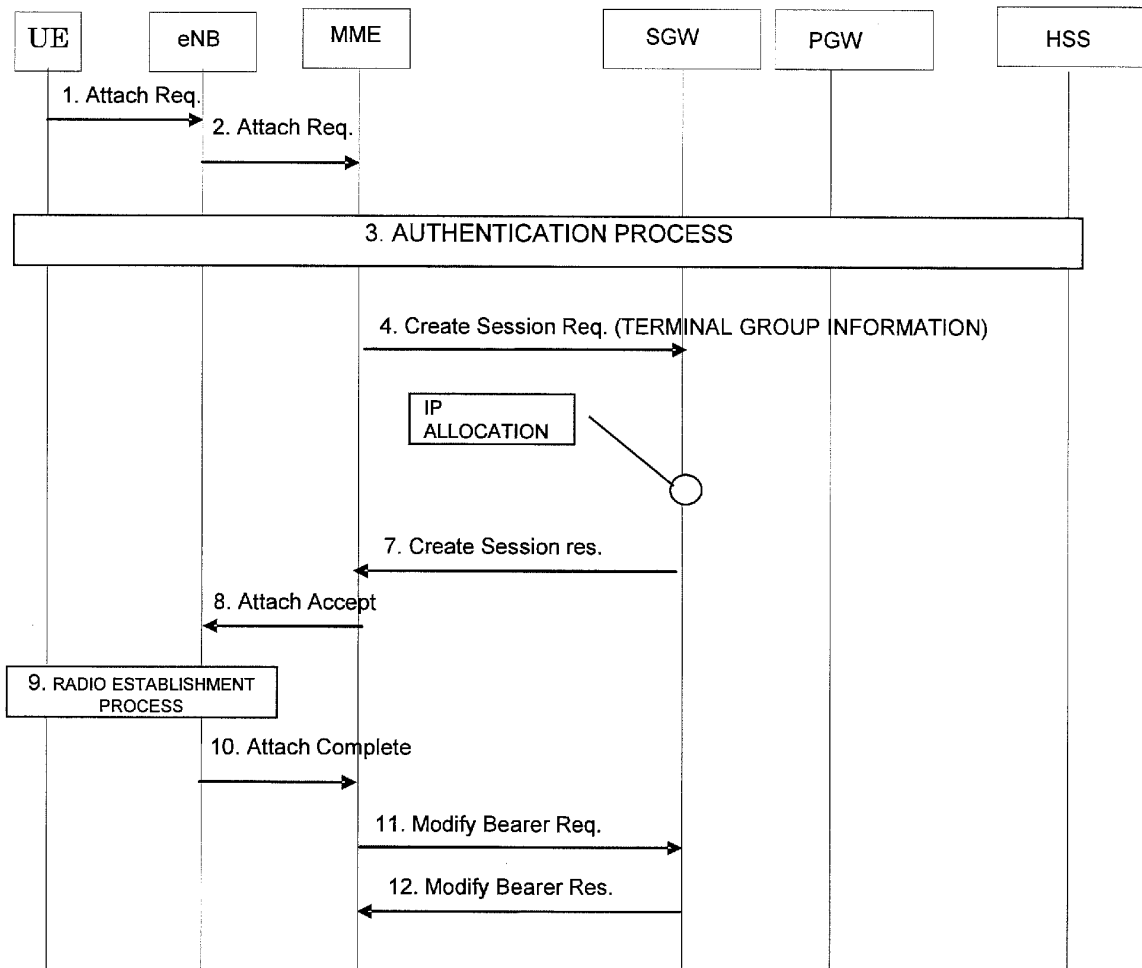 UE
eNB
MME
SGW
PGW
HSS
1. Attach Req.
2. Attach Req.
3. AUTHENTICATION PROCESS
4. Create Session Req. (TERMINAL GROUP INFORMATION)
IP
ALLOCATION
7. Create Session res.
8. Attach Accept
9. RADIO ESTABLISHMENT
PROCESS
10. Attach Complete
11. Modify Bearer Req.
12. Modify Bearer Res.